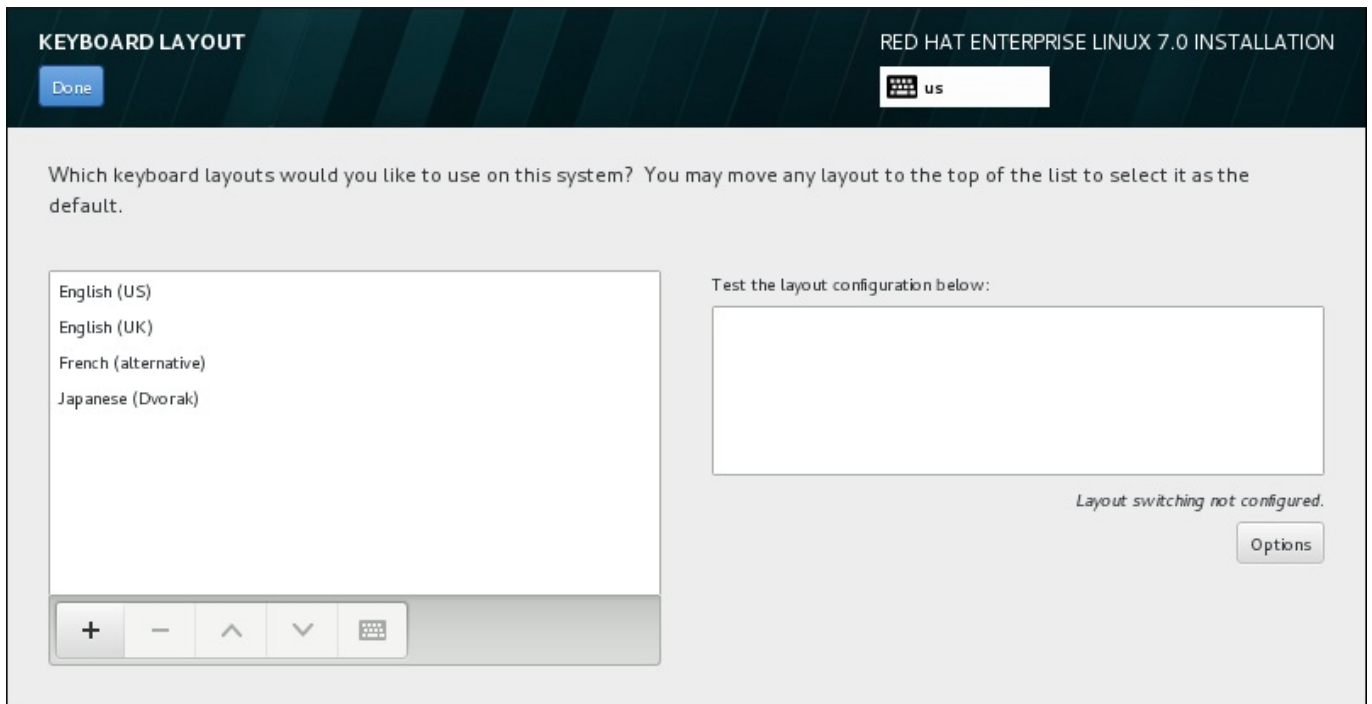 KEYBOARD LAYOUT
RED HAT ENTERPRISE LINUX 7.0 INSTALLATION
Done
us
Which keyboard layouts would you like to use on this system?  You may move any layout to the top of the list to select it as the
default.
English (US)
English (UK)
French (alternative)
Japanese (Dvorak)
Test the layout configuration below:
Layout switching not configured.
Options